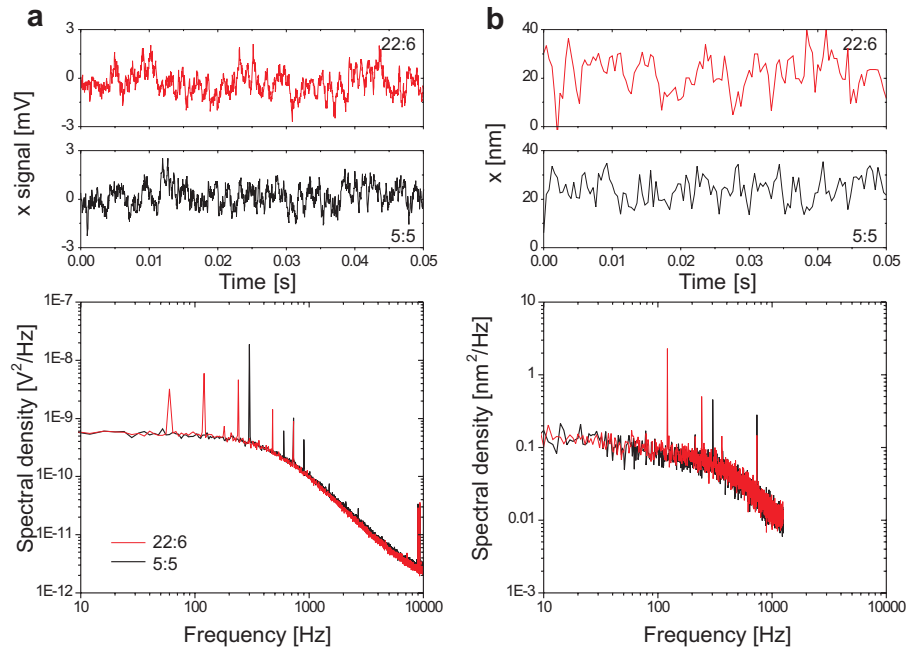 a
3
0
-3
22:6
3
0
-3
5:5
x signal [mV]
0.00 0.01 0.02 0.03 0.04 0.05
Time [s]
1E-7
1E-8
1E-9
1E-10
1E-11
1E-12
Spectral density [V²/Hz]
22:6
5:5
10 100 1000 10000
Frequency [Hz]
b
40
20
0
22:6
40
20
0
5:5
x [nm]
0.00 0.01 0.02 0.03 0.04 0.05
Time [s]
10
1
0.1
0.01
1E-3
Spectral density [nm²/Hz]
10 100 1000 10000
Frequency [Hz]